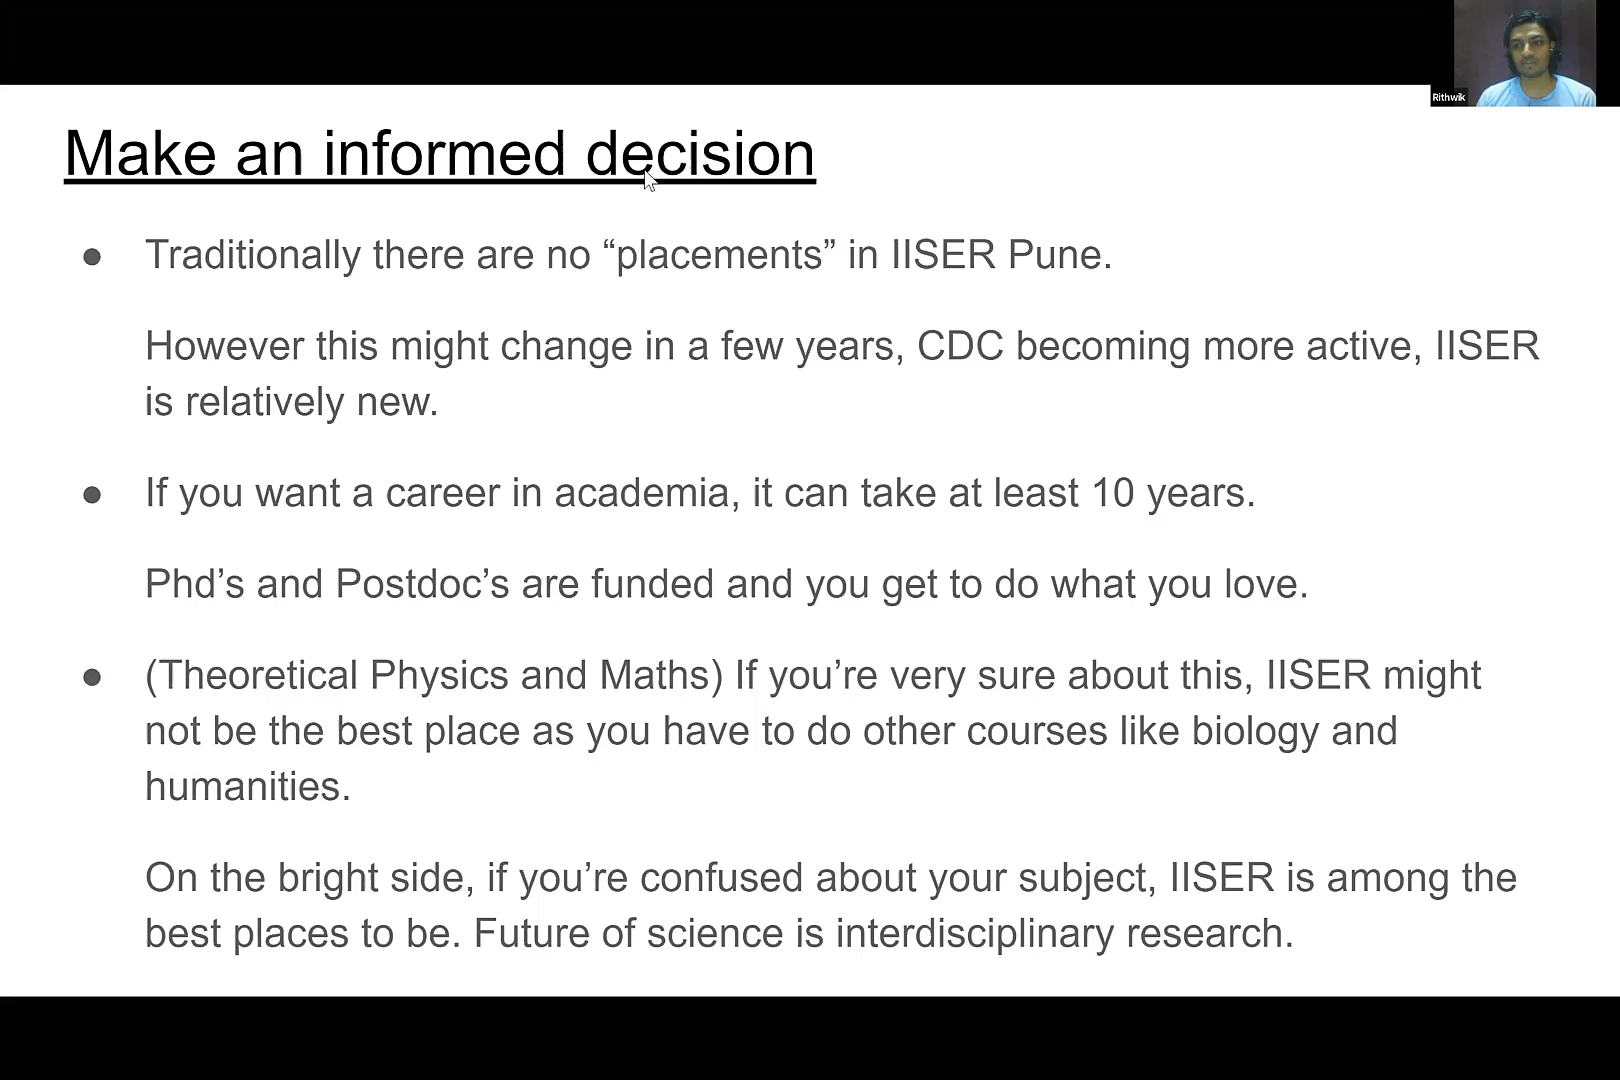 Rithwik
Make an informed decision
● Traditionally there are no “placements” in IISER Pune.
However this might change in a few years, CDC becoming more active, IISER
is relatively new.
● If you want a career in academia, it can take at least 10 years.
Phd’s and Postdoc’s are funded and you get to do what you love.
● (Theoretical Physics and Maths) If you’re very sure about this, IISER might
not be the best place as you have to do other courses like biology and
humanities.
On the bright side, if you’re confused about your subject, IISER is among the
best places to be. Future of science is interdisciplinary research.